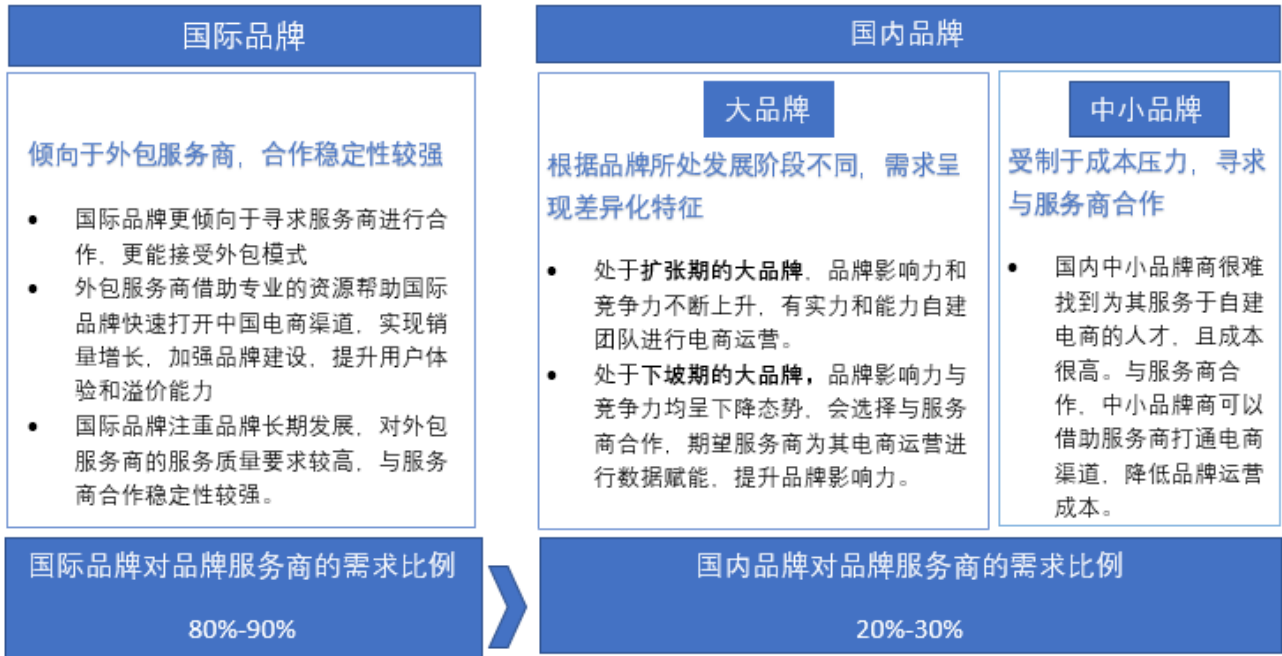 国际品牌
倾向于外包服务商，合作稳定性较强
• 国际品牌更倾向于寻求服务商进行合
作，更能接受外包模式
• 外包服务商借助专业的资源帮助国际
品牌快速打开中国电商渠道，实现销
量增长，加强品牌建设，提升用户体
验和溢价能力
• 国际品牌注重品牌长期发展，对外包
服务商的服务质量要求较高，与服务
商合作稳定性较强。
国际品牌对品牌服务商的需求比例
80%-90%
国内品牌
大品牌
根据品牌所处发展阶段不同，需求呈
现差异化特征
• 处于扩张期的大品牌，品牌影响力和
竞争力不断上升，有实力和能力自建
团队进行电商运营。
• 处于下坡期的大品牌，品牌影响力与
竞争力均呈下降态势，会选择与服务
商合作，期望服务商为其电商运营进
行数据赋能，提升品牌影响力。
中小品牌
受制于成本压力，寻求
与服务商合作
• 国内中小品牌商很难
找到为其服务于自建
电商的人才，且成本
很高。与服务商合
作，中小品牌商可以
借助服务商打通电商
渠道，降低品牌运营
成本。
国内品牌对品牌服务商的需求比例
20%-30%